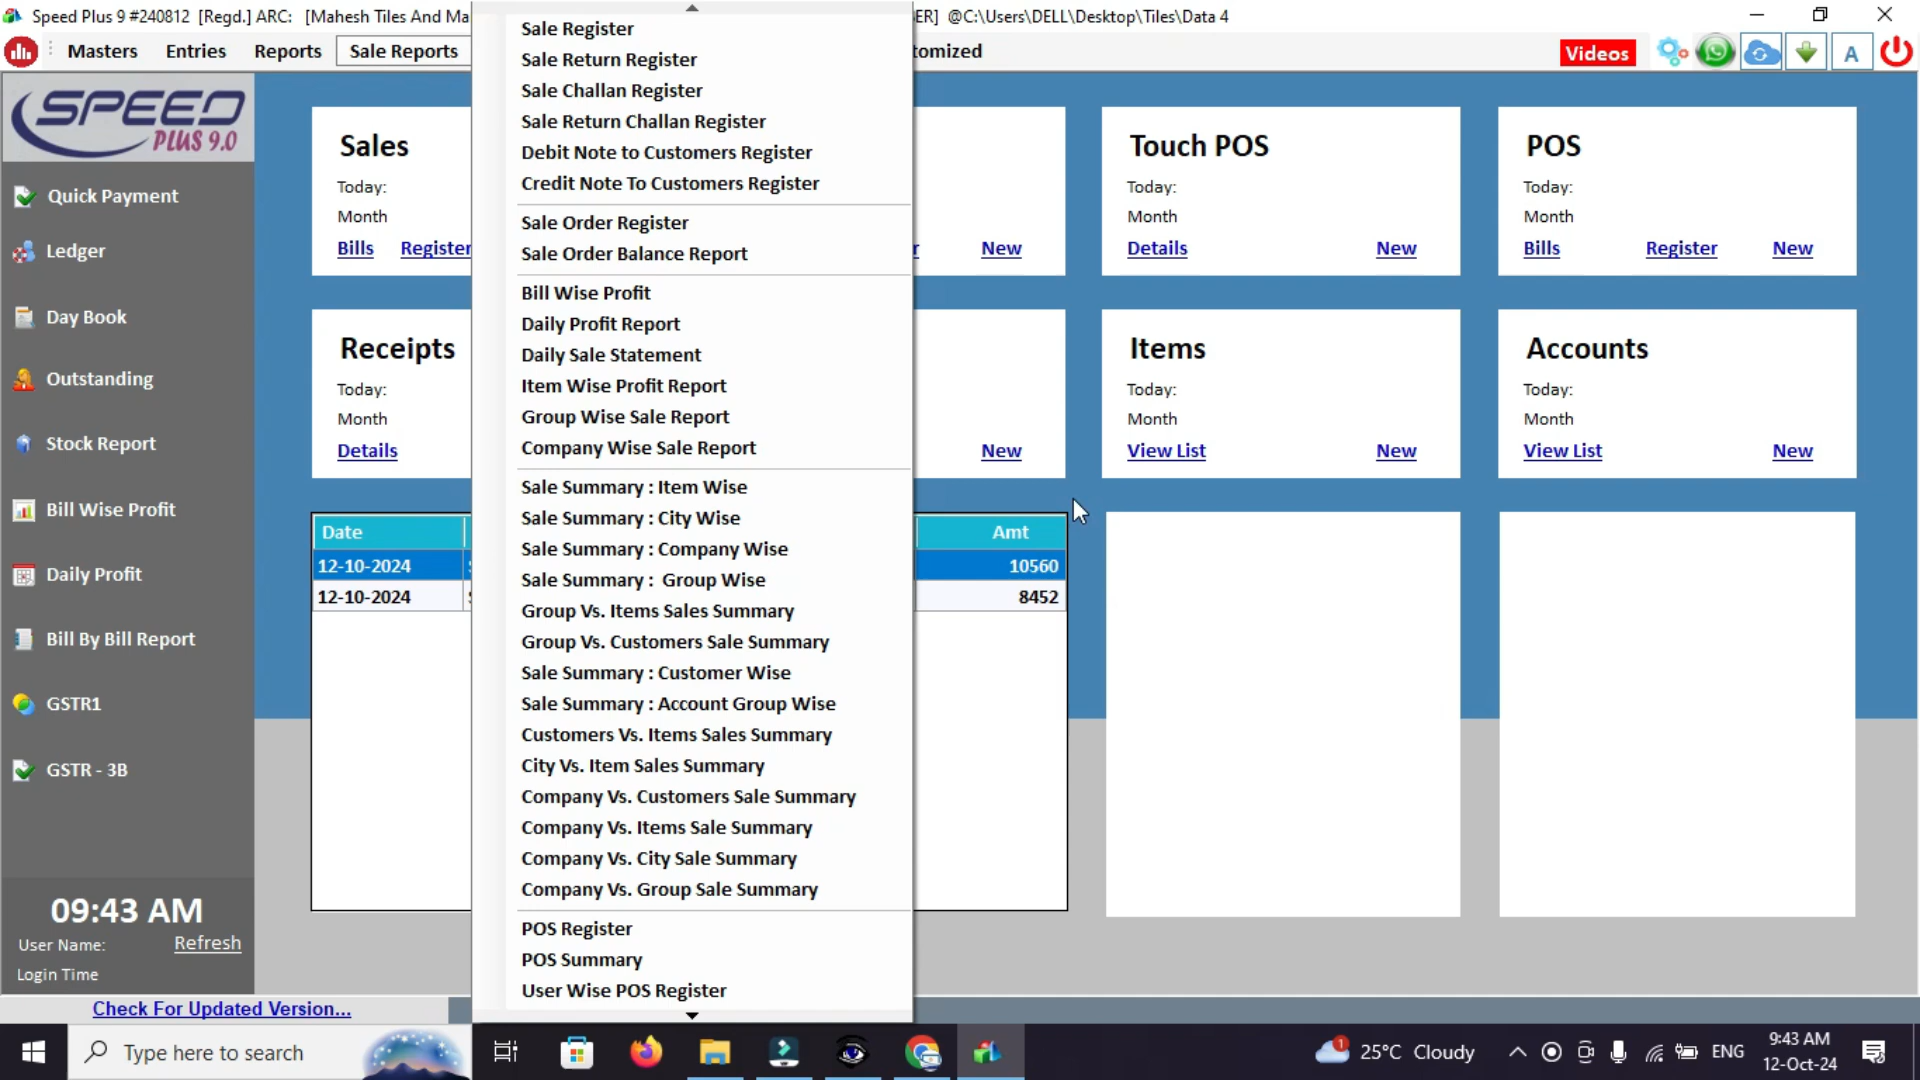 Speed Plus 9 #240812 [Regd.] ARC: [Mahesh Tiles And Ma
ER] @C:\Users\DELL\Desktop\Tiles\Data 4
Masters Entries Reports Sale Reports
tomized
Videos
A
SPEED
PLUS 9.0
Quick Payment
Ledger
Day Book
Outstanding
Stock Report
Bill Wise Profit
Daily Profit
Bill By Bill Report
GSTR1
GSTR - 3B
09:43 AM
User Name: Refresh
Login Time
Check For Updated Version...
Sales
Today:
Month
Bills Register
Receipts
Today:
Month
Details
Sale Register
Sale Return Register
Sale Challan Register
Sale Return Challan Register
Debit Note to Customers Register
Credit Note To Customers Register
Sale Order Register
Sale Order Balance Report
Bill Wise Profit
Daily Profit Report
Daily Sale Statement
Item Wise Profit Report
Group Wise Sale Report
Company Wise Sale Report
Sale Summary : Item Wise
Sale Summary : City Wise
Sale Summary : Company Wise
Sale Summary : Group Wise
Group Vs. Items Sales Summary
Group Vs. Customers Sale Summary
Sale Summary : Customer Wise
Sale Summary : Account Group Wise
Customers Vs. Items Sales Summary
City Vs. Item Sales Summary
Company Vs. Customers Sale Summary
Company Vs. Items Sale Summary
Company Vs. City Sale Summary
Company Vs. Group Sale Summary
POS Register
POS Summary
User Wise POS Register
r New
New
Touch POS
Today:
Month
Details New
POS
Today:
Month
Bills Register New
Items
Today:
Month
View List New
Accounts
Today:
Month
View List New
Date Amt
12-10-2024 10560
12-10-2024 8452
Type here to search
1
25°C Cloudy
ENG
9:43 AM
12-Oct-24